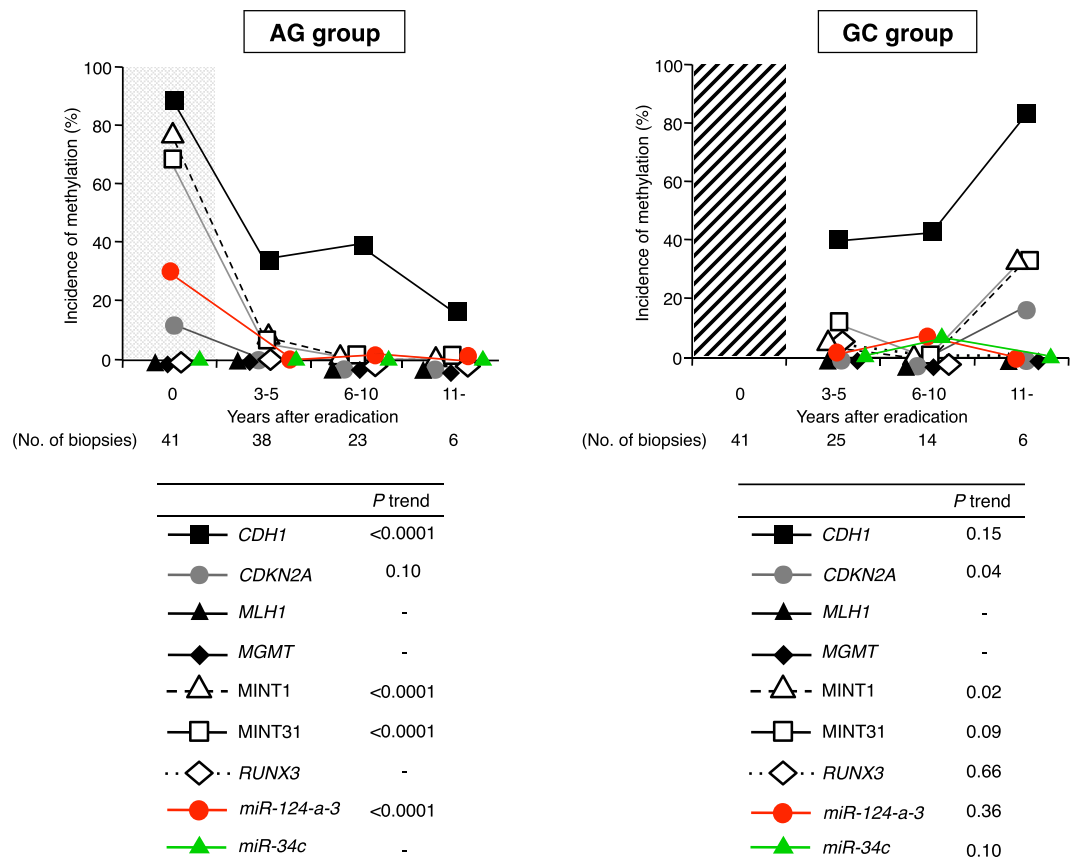 AG group
100
80
60
40
20
0
Incidence of methylation (%)
0 3-5 6-10 11-
Years after eradication
(No. of biopsies) 41 38 23 6
P trend
CDH1 <0.0001
CDKN2A 0.10
MLH1 -
MGMT -
MINT1 <0.0001
MINT31 <0.0001
RUNX3 -
miR-124-a-3 <0.0001
miR-34c -
GC group
100
80
60
40
20
0
Incidence of methylation (%)
0 3-5 6-10 11-
Years after eradication
(No. of biopsies) 41 25 14 6
P trend
CDH1 0.15
CDKN2A 0.04
MLH1 -
MGMT -
MINT1 0.02
MINT31 0.09
RUNX3 0.66
miR-124-a-3 0.36
miR-34c 0.10